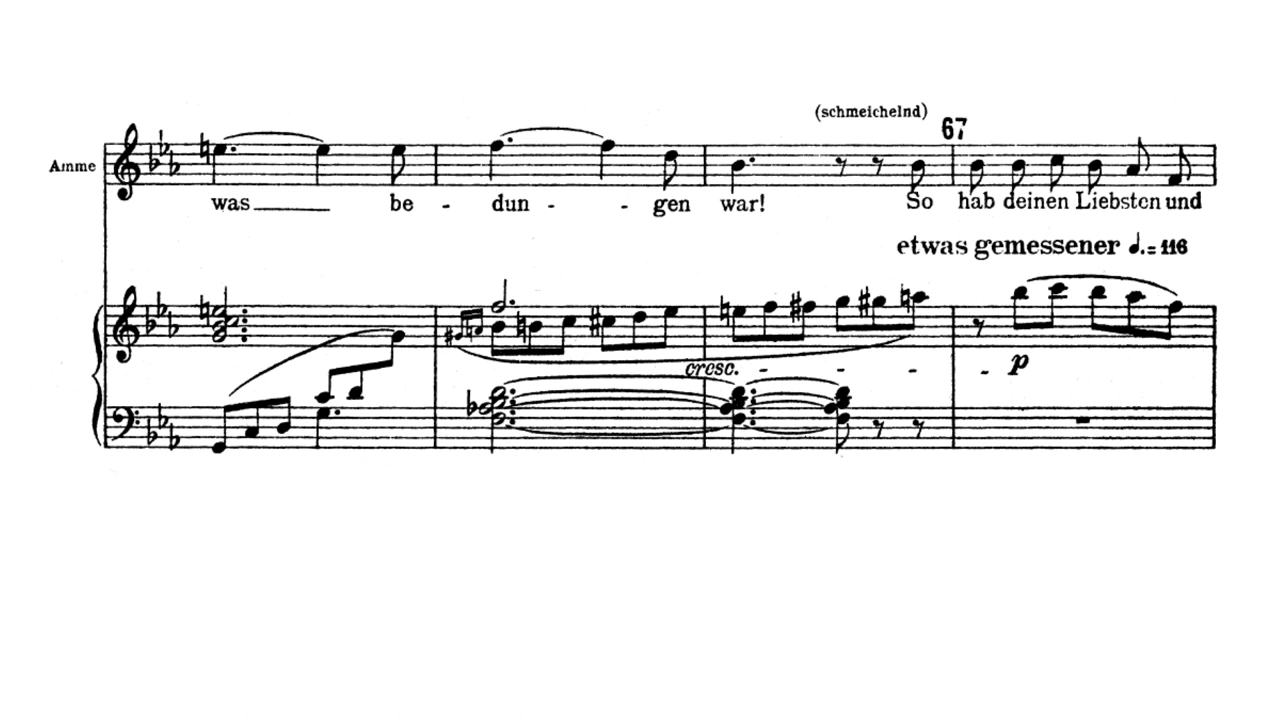 (schmeichelnd)
67
Amme
was be - dun - - gen war! So hab deinen Liebsten und
etwas gemessener ♩. = 116
cresc. - - - -
p